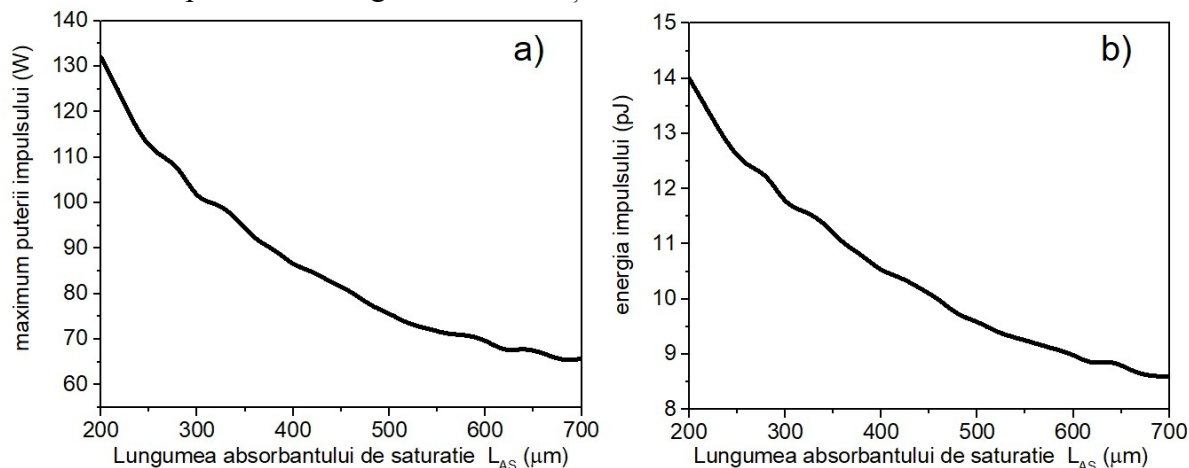 a)
maximum puterii impulsului (W)
140
130
120
110
100
90
80
70
60
200 300 400 500 600 700
Lungumea absorbantului de saturatie L_AS (μm)
b)
energia impulsului (pJ)
15
14
13
12
11
10
9
8
200 300 400 500 600 700
Lungumea absorbantului de saturatie L_AS (μm)